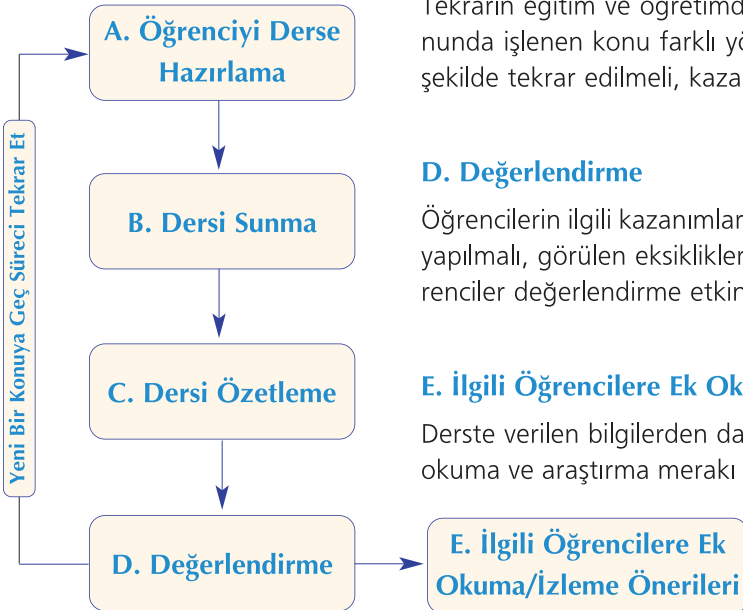 A. Öğrenciyi Derse
Hazırlama
B. Dersi Sunma
C. Dersi Özetleme
D. Değerlendirme
E. İlgili Öğrencilere Ek
Okuma/İzleme Önerileri
Yeni Bir Konuya Geç Süreci Tekrar Et
Tekrarın eğitim ve öğretimd
nunda işlenen konu farklı yö
şekilde tekrar edilmeli, kaza
D. Değerlendirme
Öğrencilerin ilgili kazanımlar
yapılmalı, görülen eksiklikler
renciler değerlendirme etkin
E. İlgili Öğrencilere Ek Ok
Derste verilen bilgilerden da
okuma ve araştırma merakı